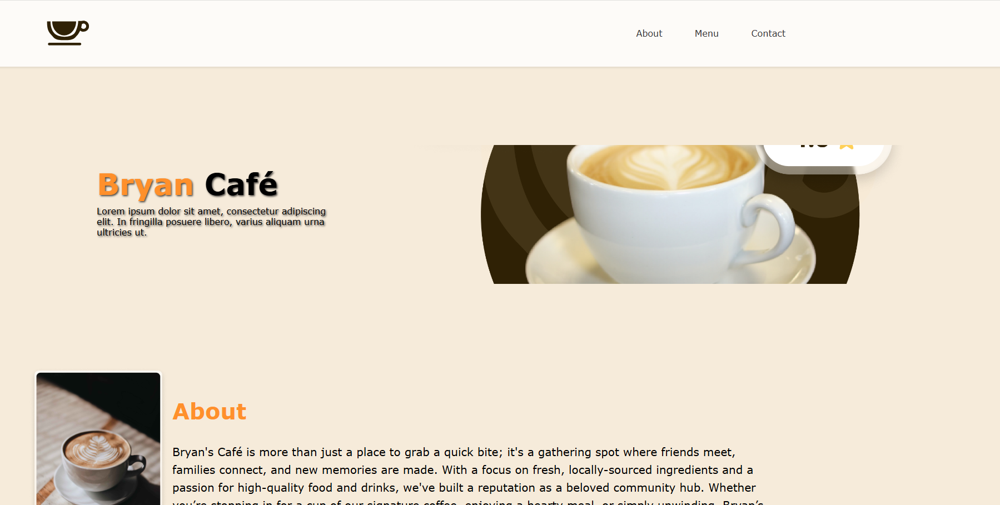 About Menu Contact
Bryan Café
Lorem ipsum dolor sit amet, consectetur adipiscing
elit. In fringilla posuere libero, varius aliquam urna
ultricies ut.
About
Bryan's Café is more than just a place to grab a quick bite; it's a gathering spot where friends meet,
families connect, and new memories are made. With a focus on fresh, locally-sourced ingredients and a
passion for high-quality food and drinks, we've built a reputation as a beloved community hub. Whether
you’re stopping in for a cup of our signature coffee, enjoying a hearty meal, or simply unwinding, Bryan’s